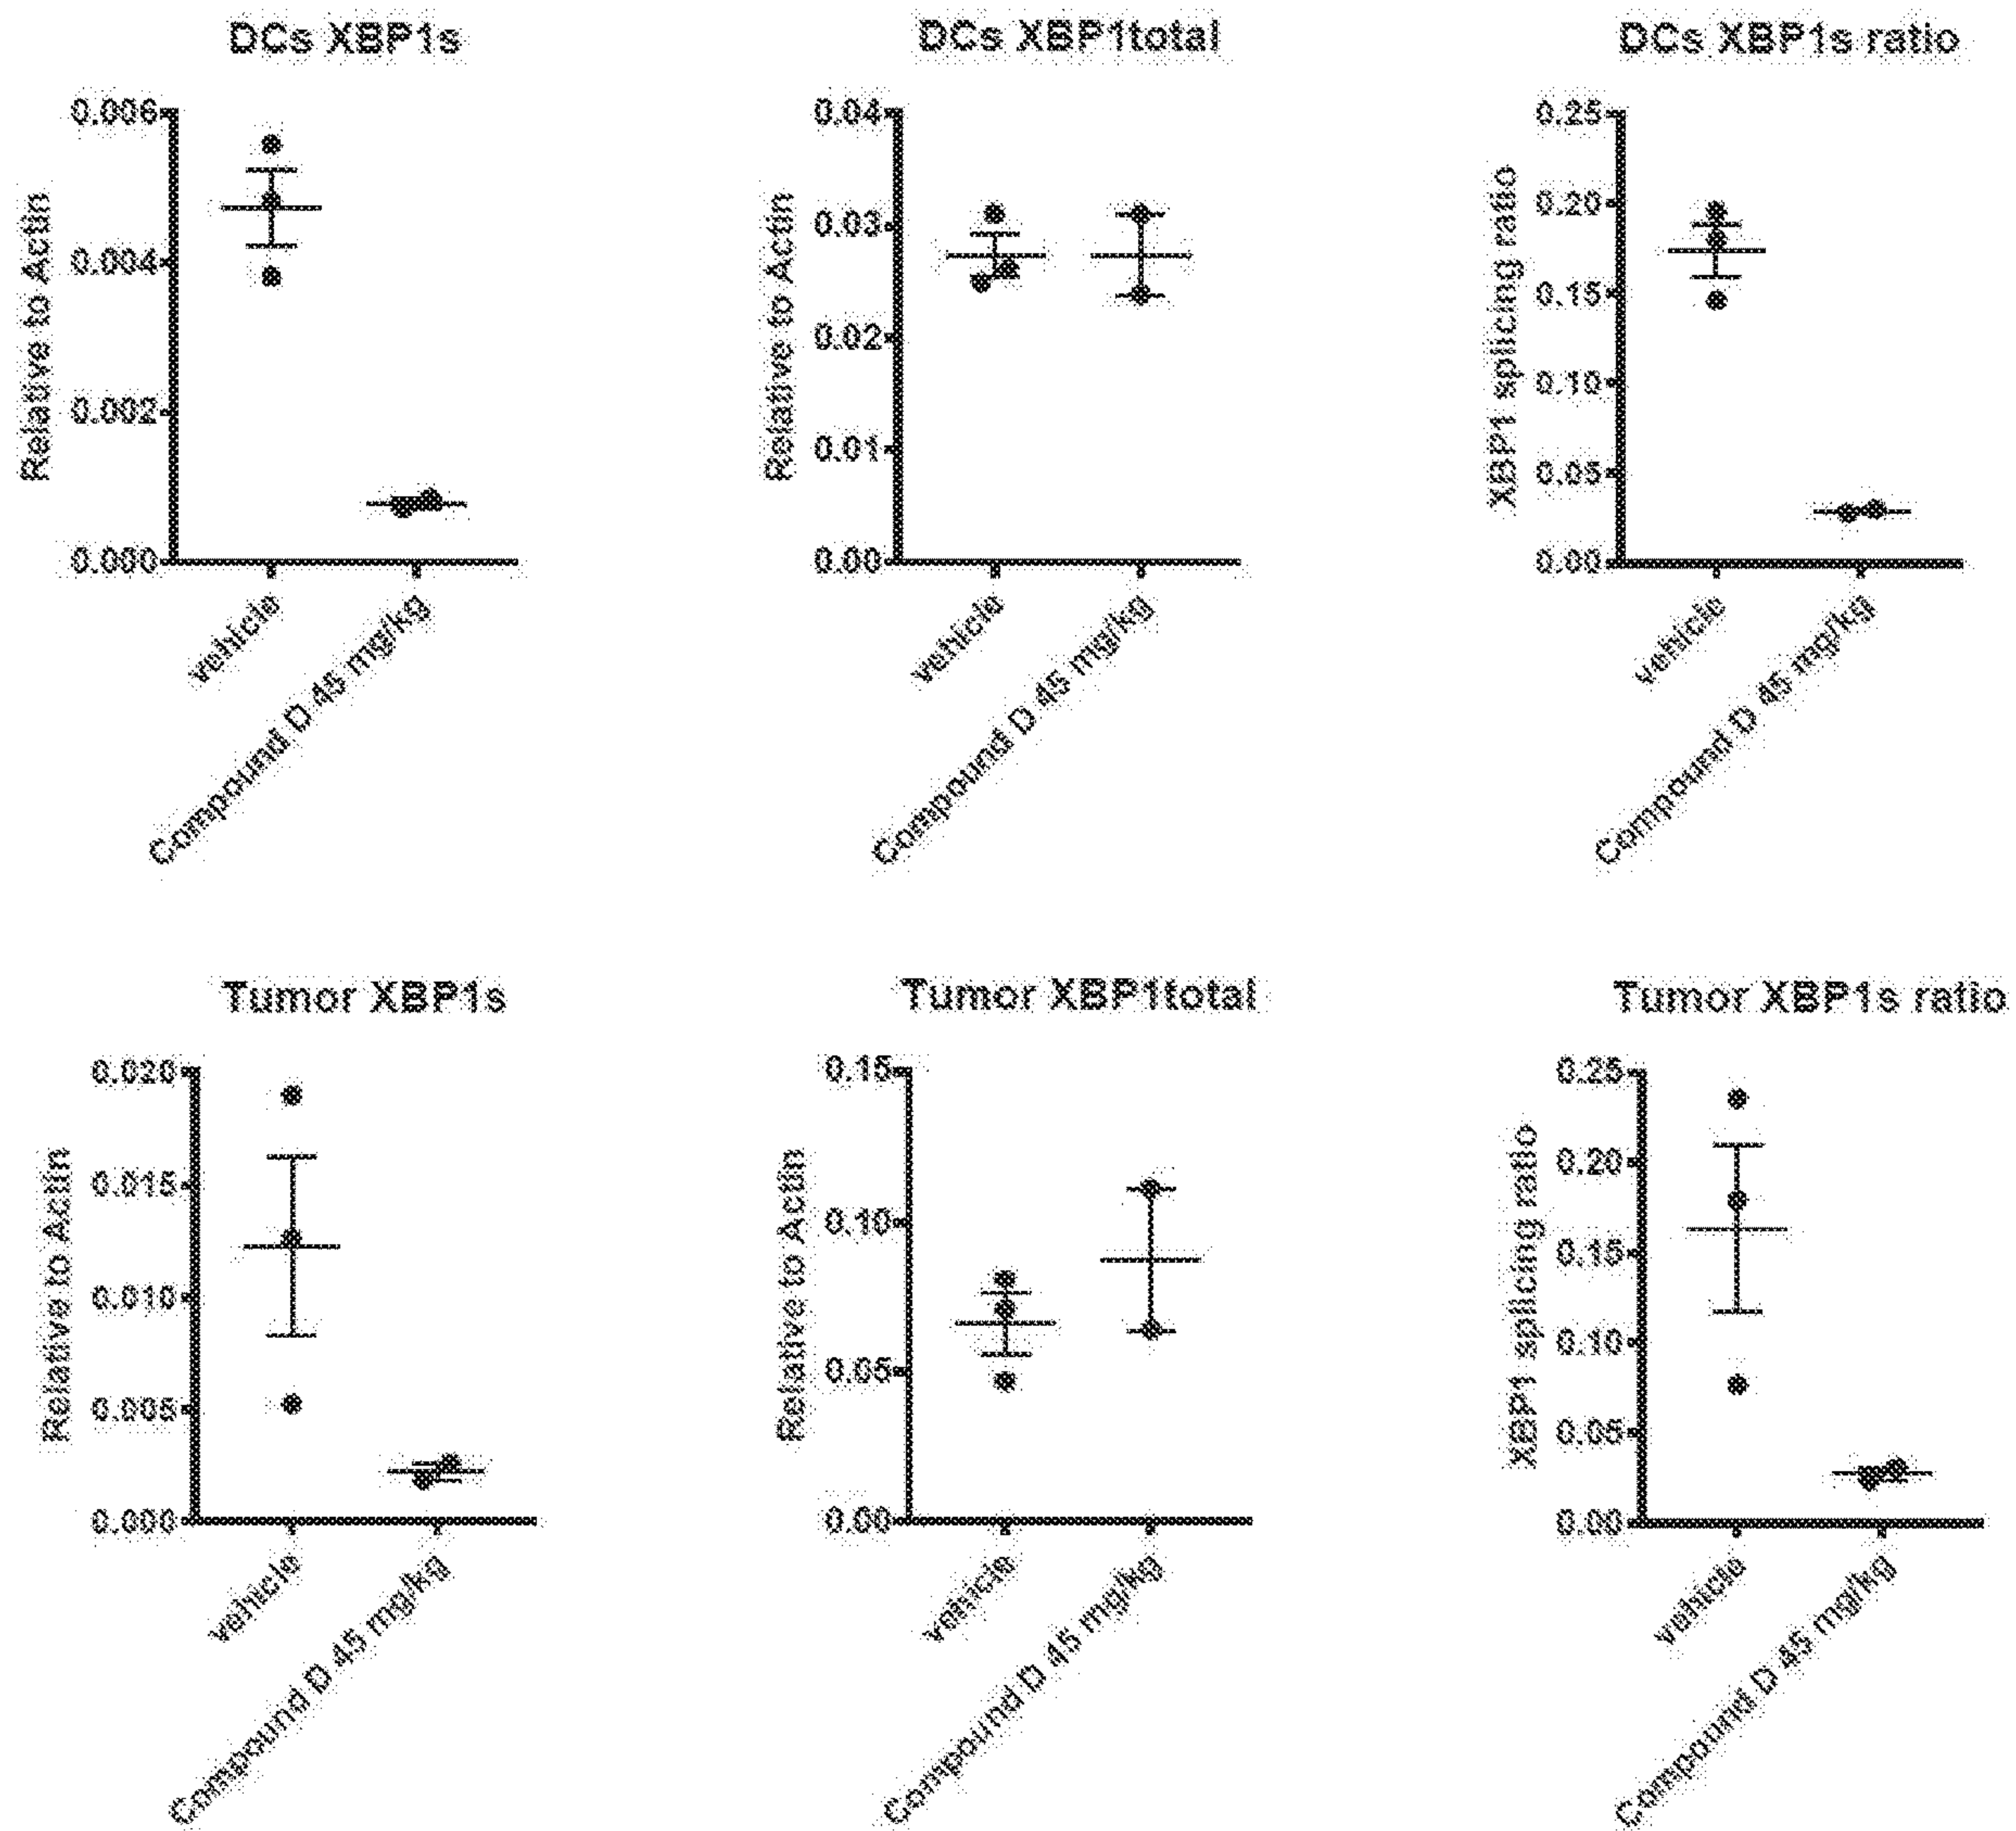 DCs XBP1s
Relative to Actin
0.006
0.004
0.002
0.000
vehicle
Compound D 45 mg/kg
DCs XBP1total
Relative to Actin
0.04
0.03
0.02
0.01
0.00
vehicle
Compound D 45 mg/kg
DCs XBP1s ratio
XBP1 splicing ratio
0.25
0.20
0.15
0.10
0.05
0.00
vehicle
Compound D 45 mg/kg
Tumor XBP1s
Relative to Actin
0.020
0.015
0.010
0.005
0.000
vehicle
Compound D 45 mg/kg
Tumor XBP1total
Relative to Actin
0.15
0.10
0.05
0.00
vehicle
Compound D 45 mg/kg
Tumor XBP1s ratio
XBP1 splicing ratio
0.25
0.20
0.15
0.10
0.05
0.00
vehicle
Compound D 45 mg/kg